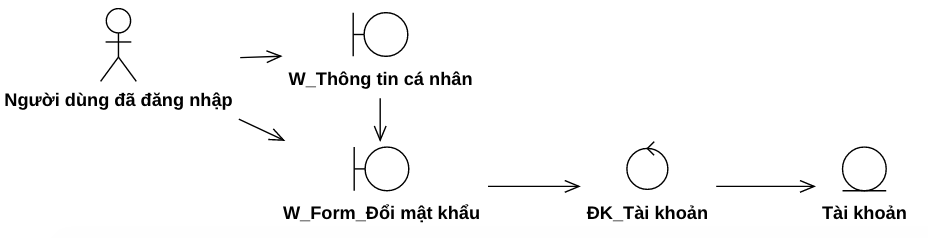 W_Thông tin cá nhân
Người dùng đã đăng nhập
W_Form_Đổi mật khẩu
ĐK_Tài khoản
Tài khoản